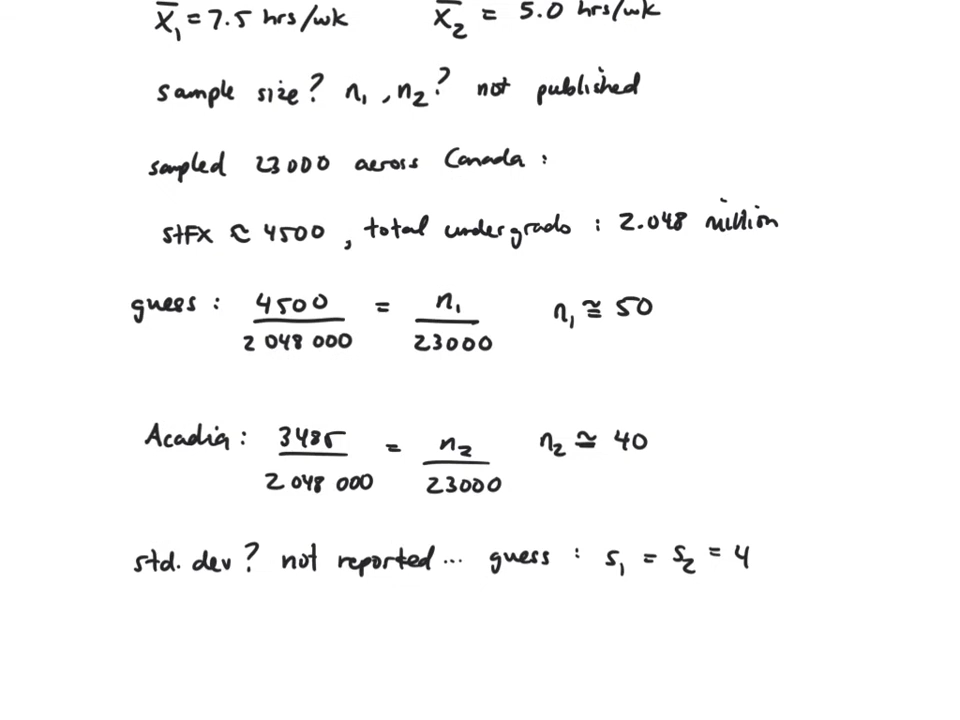 x̄₁ = 7.5 hrs/wk x̄₂ = 5.0 hrs/wk
sample size? n₁, n₂? not published
sampled 23000 across Canada:
StFX ≈ 4500, total undergrads: 2.048 million
guess: 4500/2 048 000 = n₁/23000 n₁ ≅ 50
Acadia: 3485/2 048 000 = n₂/23000 n₂ ≅ 40
std. dev? not reported... guess: s₁ = s₂ = 4